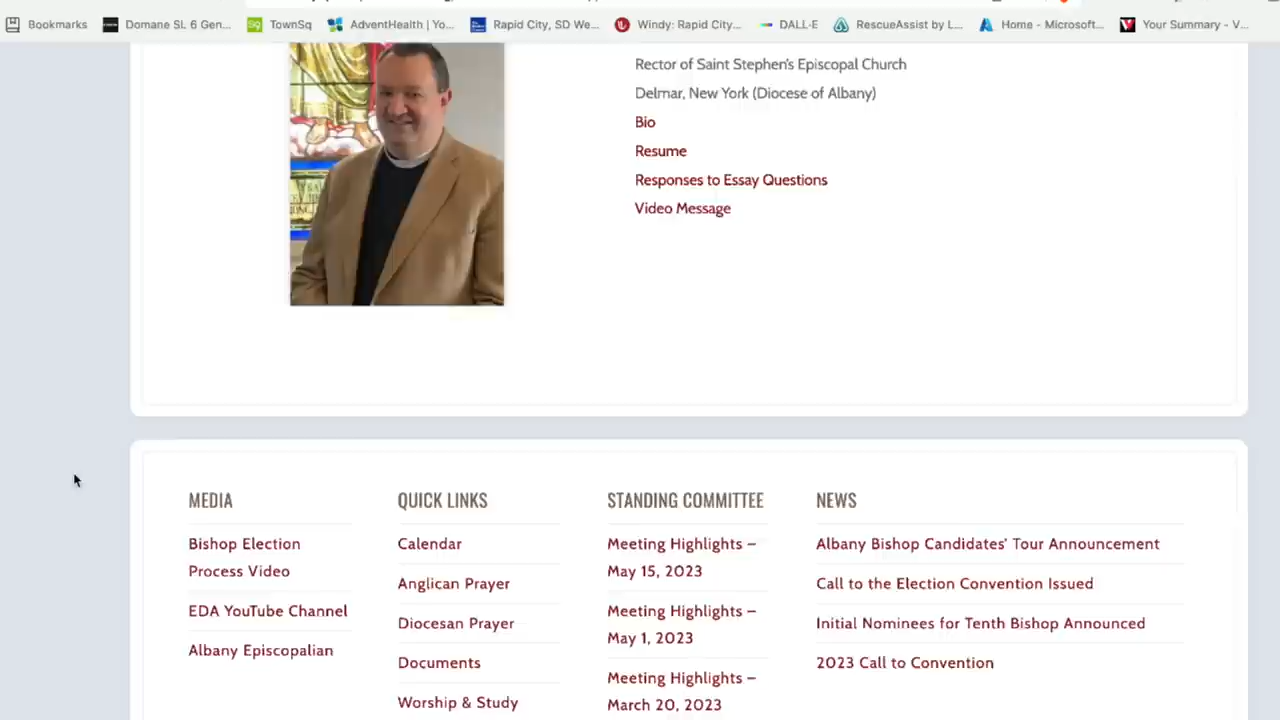 Bookmarks
Domane SL 6 Gen...
TownSq
AdventHealth | Yo...
Rapid City, SD We...
Windy: Rapid City...
DALL-E
RescueAssist by L...
Home - Microsoft...
Your Summary - V...
Rector of Saint Stephen's Episcopal Church
Delmar, New York (Diocese of Albany)
Bio
Resume
Responses to Essay Questions
Video Message
MEDIA
Bishop Election
Process Video
EDA YouTube Channel
Albany Episcopalian
QUICK LINKS
Calendar
Anglican Prayer
Diocesan Prayer
Documents
Worship & Study
STANDING COMMITTEE
Meeting Highlights –
May 15, 2023
Meeting Highlights –
May 1, 2023
Meeting Highlights –
March 20, 2023
NEWS
Albany Bishop Candidates' Tour Announcement
Call to the Election Convention Issued
Initial Nominees for Tenth Bishop Announced
2023 Call to Convention